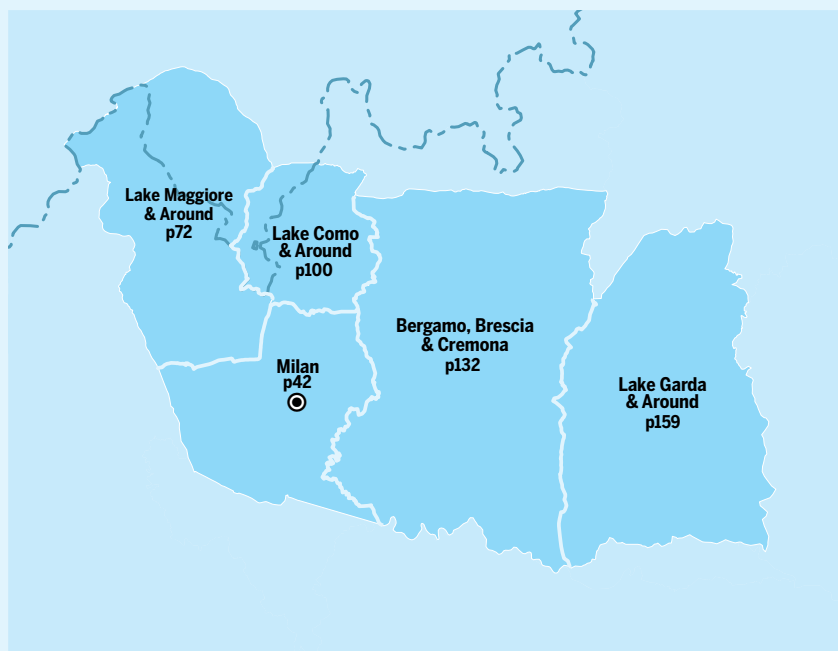 Lake Maggiore
& Around
p72
Lake Como
& Around
p100
Bergamo, Brescia
& Cremona
p132
Milan
p42
Lake Garda
& Around
p159